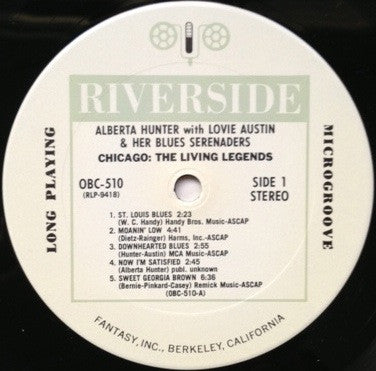 RIVERSIDE
ALBERTA HUNTER with LOVIE AUSTIN
& HER BLUES SERENADERS
CHICAGO: THE LIVING LEGENDS
LONG PLAYING
MICROGROOVE
OBC-510
(RLP-9418)
SIDE 1
STEREO
1. ST. LOUIS BLUES 2:23
(W. C. Handy) Handy Bros. Music-ASCAP
2. MOANIN' LOW 4:41
(Dietz-Rainger) Harms, Inc.-ASCAP
3. DOWNHEARTED BLUES 2:55
(Hunter-Austin) MCA Music-ASCAP
4. NOW I'M SATISFIED 2:45
(Alberta Hunter) publ. unknown
5. SWEET GEORGIA BROWN 6:36
(Bernie-Pinkard-Casey) Remick Music-ASCAP
(OBC-510-A)
FANTASY, INC., BERKELEY, CALIFORNIA